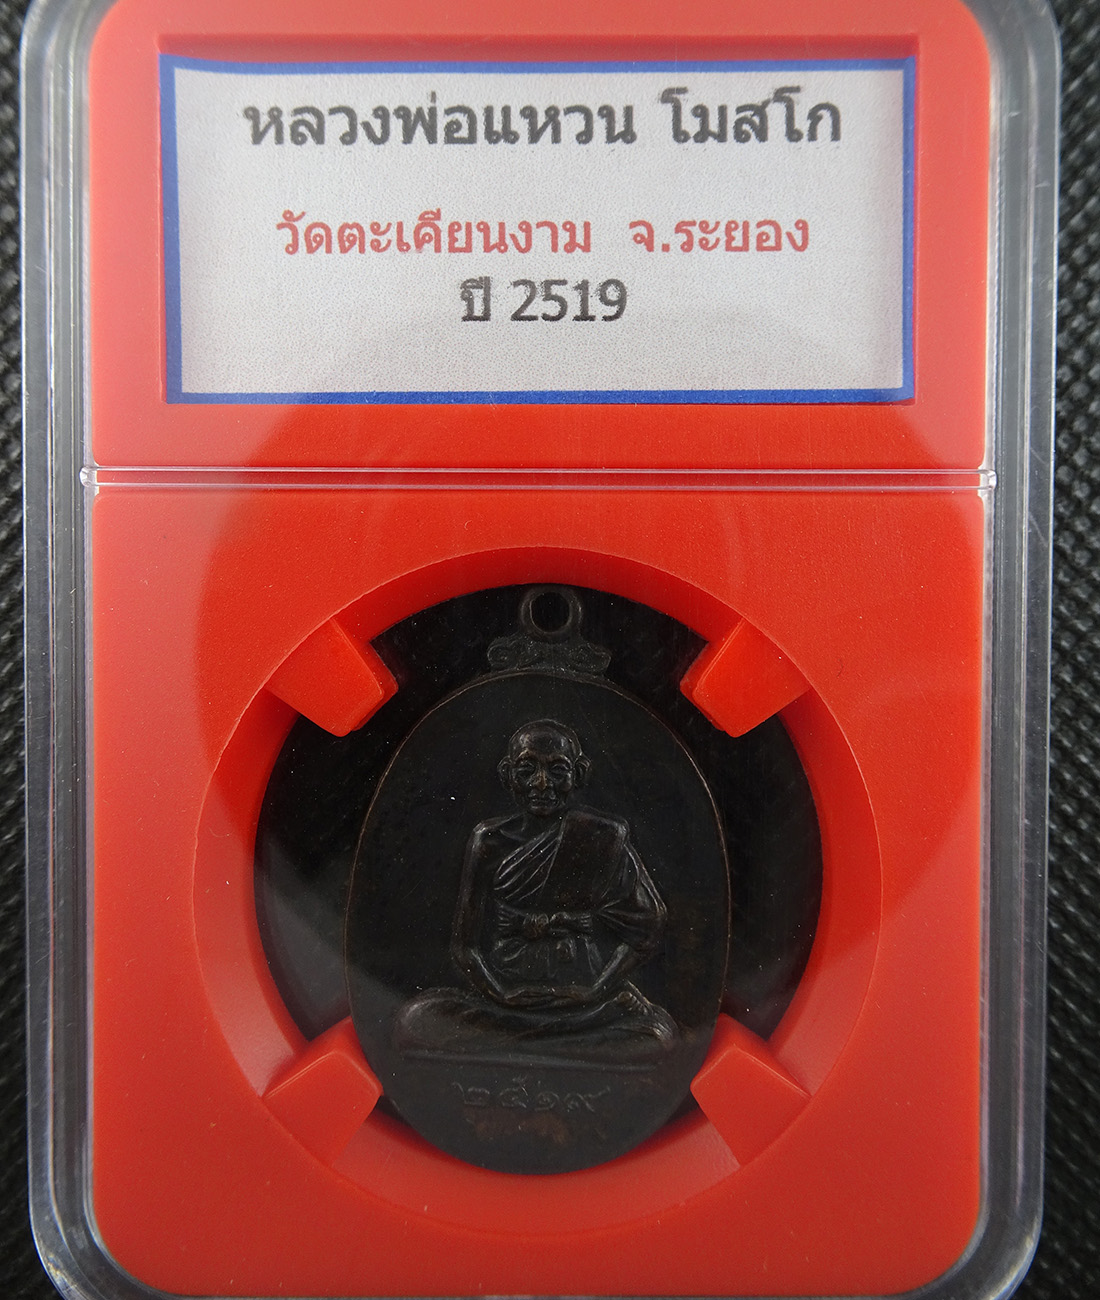 หลวงพ่อแหวน โมสโก
วัดตะเคียนงาม จ.ระยอง
ปี 2519
๒๕๑๙